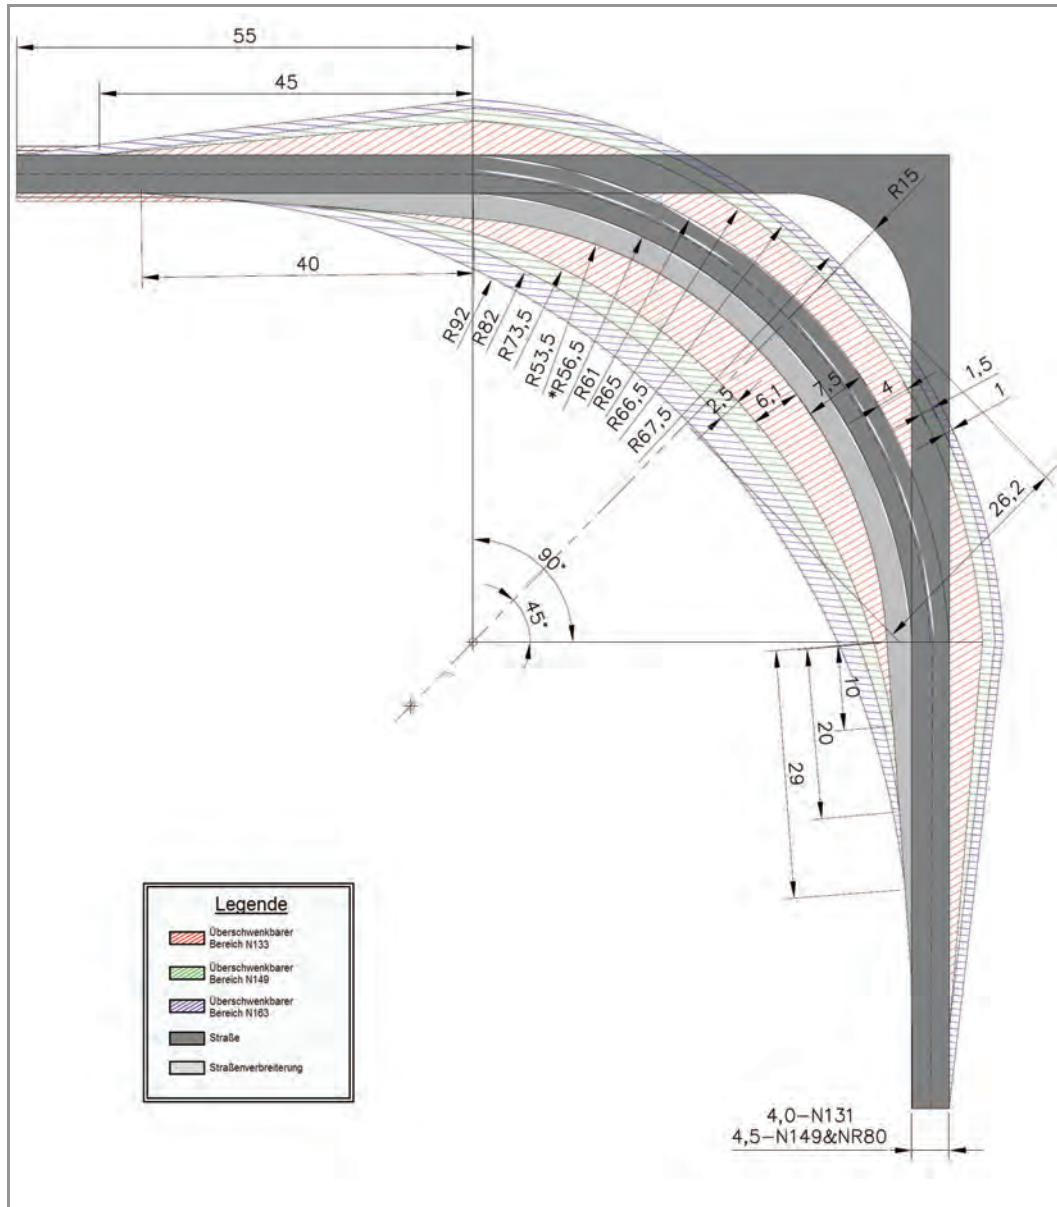 55
45
R15
40
R92
R82
R73,5
R53,5
*R56,5
R61
R65
R66,5
R67,5
2,5
6,1
7,5
4
1,5
1
26,2
90°
45°
10
20
29
Legende
Überschwenkbarer
Bereich N133
Überschwenkbarer
Bereich N149
Überschwenkbarer
Bereich N163
Straße
Straßenverbreiterung
4,0-N131
4,5-N149&NR80